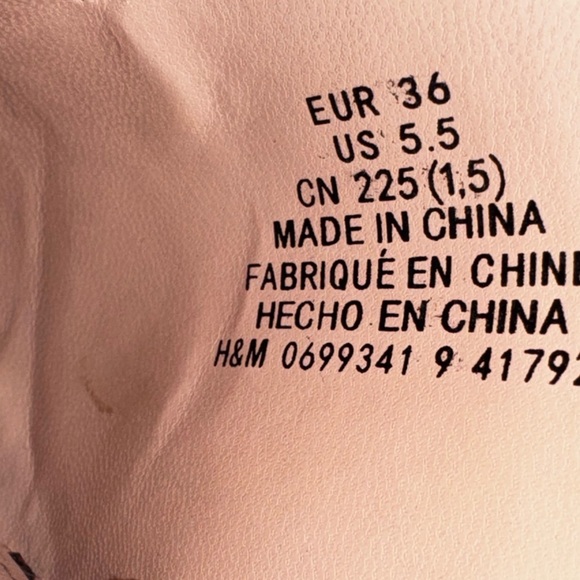 EUR 36
US 5.5
CN 225(1,5)
MADE IN CHINA
FABRIQUÉ EN CHINE
HECHO EN CHINA
H&M 0699341 9 41792